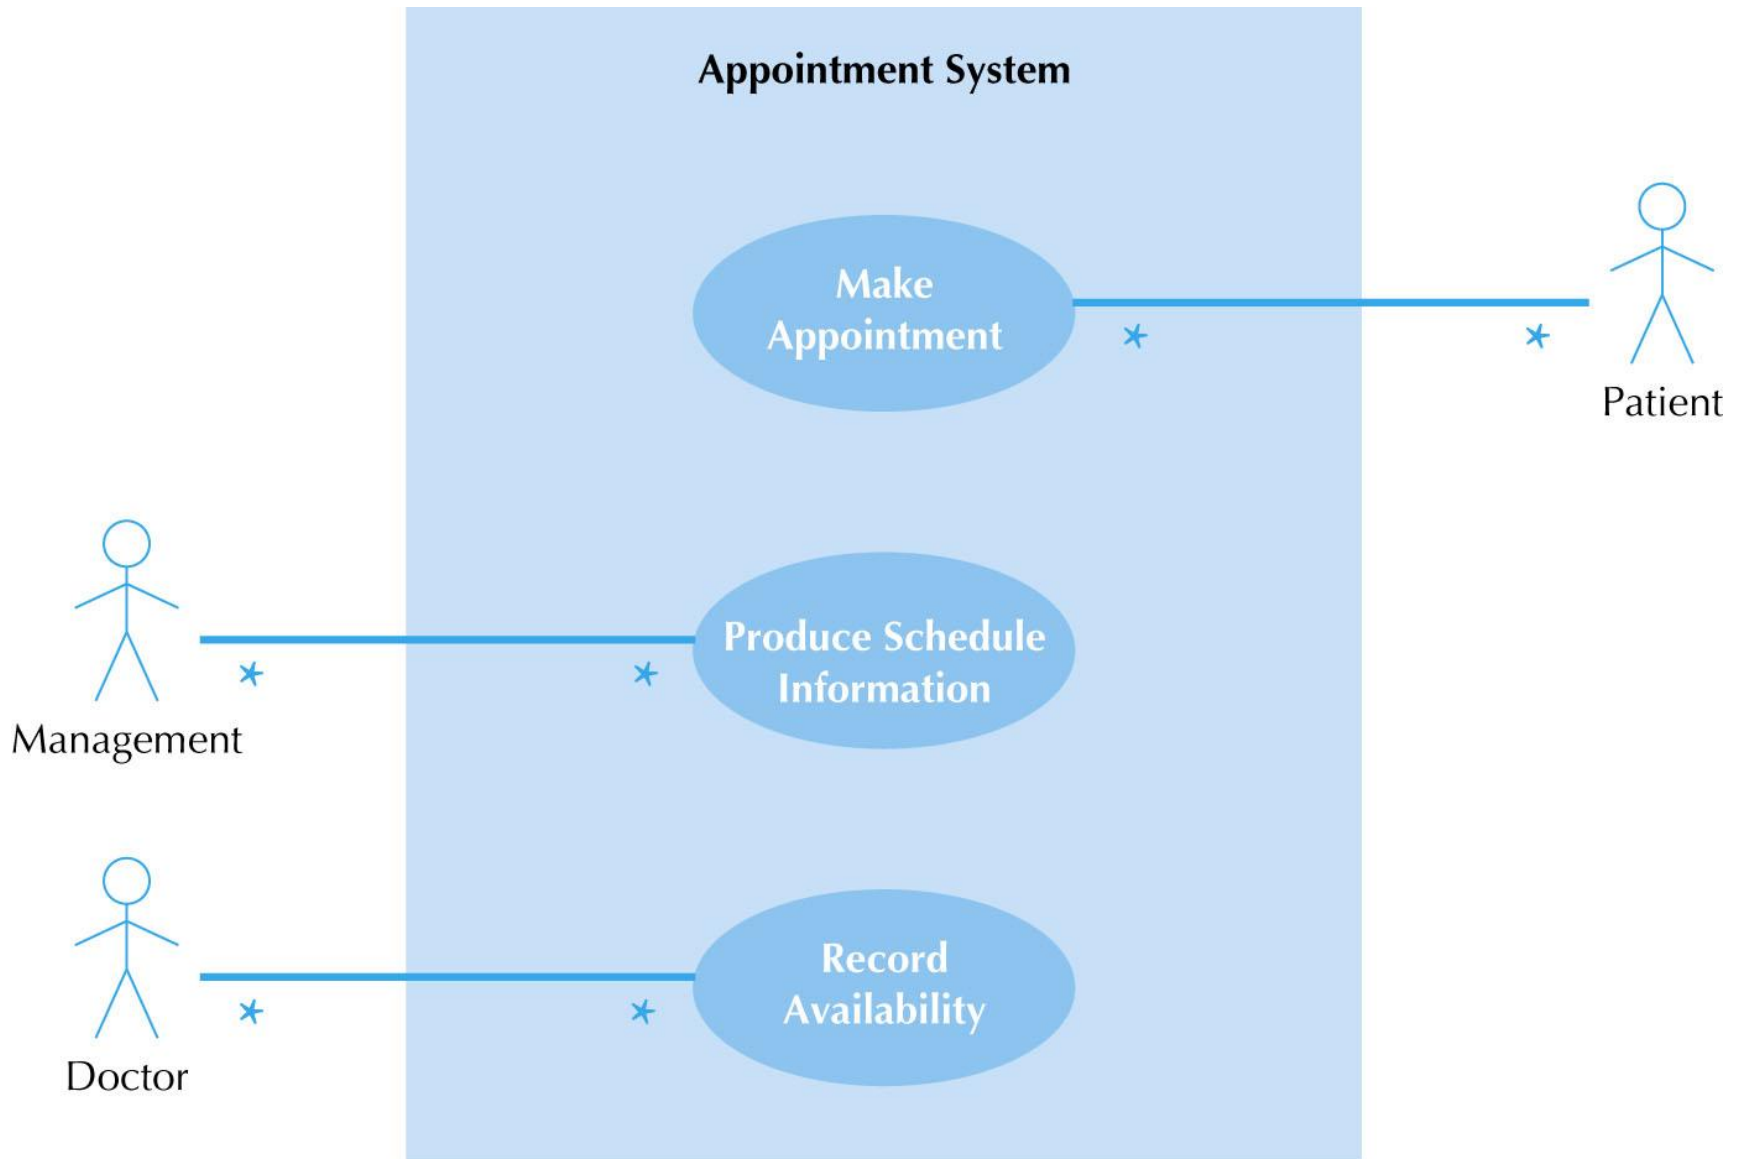 Appointment System
Make
Appointment
*
*
Patient
Produce Schedule
Information
*
*
Management
Record
Availability
*
*
Doctor